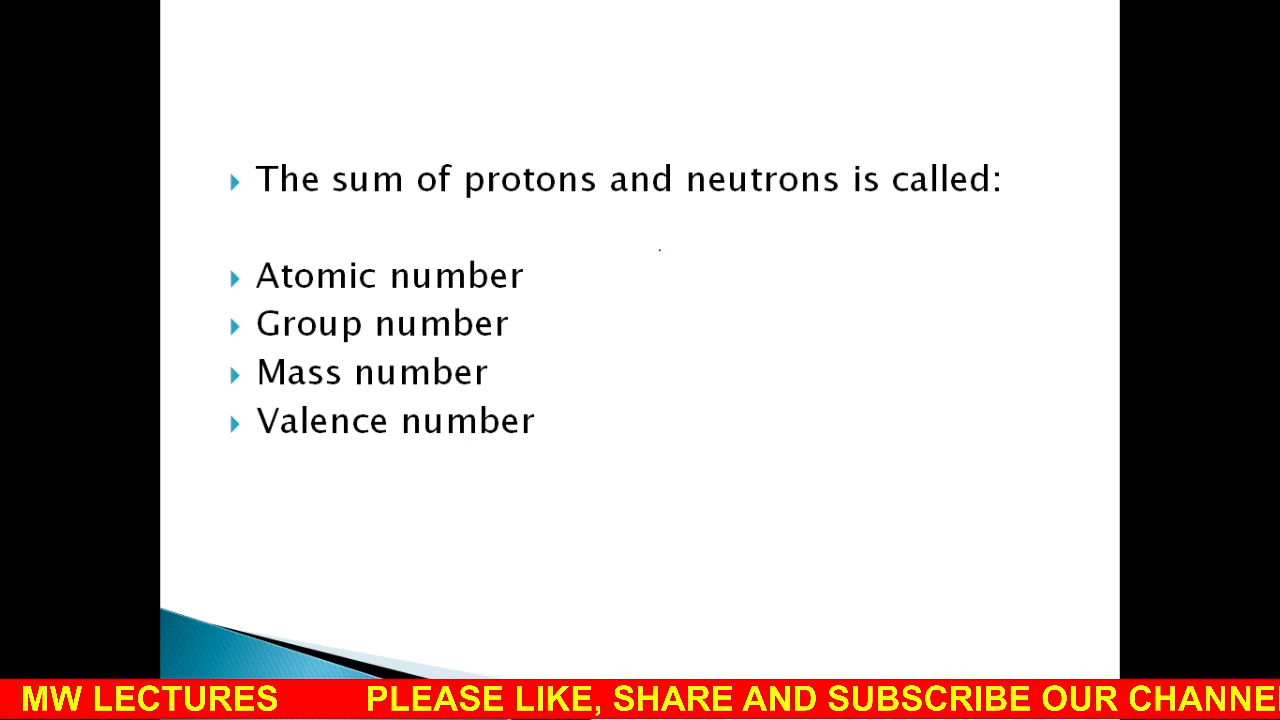 The sum of protons and neutrons is called:
Atomic number
Group number
Mass number
Valence number
MW LECTURES PLEASE LIKE, SHARE AND SUBSCRIBE OUR CHANNE